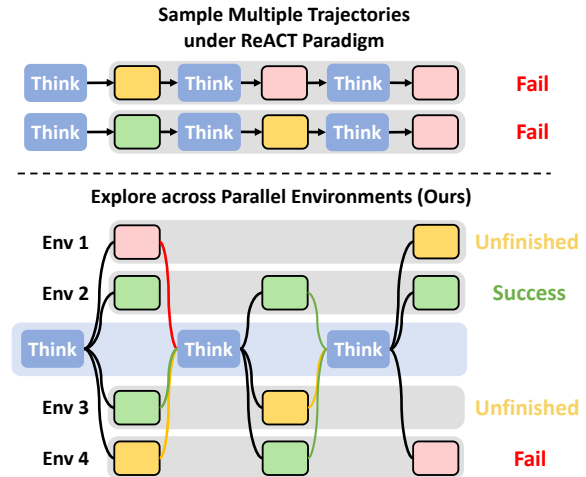 Sample Multiple Trajectories
under ReACT Paradigm
Think Think Think Fail
Think Think Think Fail
Explore across Parallel Environments (Ours)
Env 1 Unfinished
Env 2 Success
Think Think Think
Env 3 Unfinished
Env 4 Fail